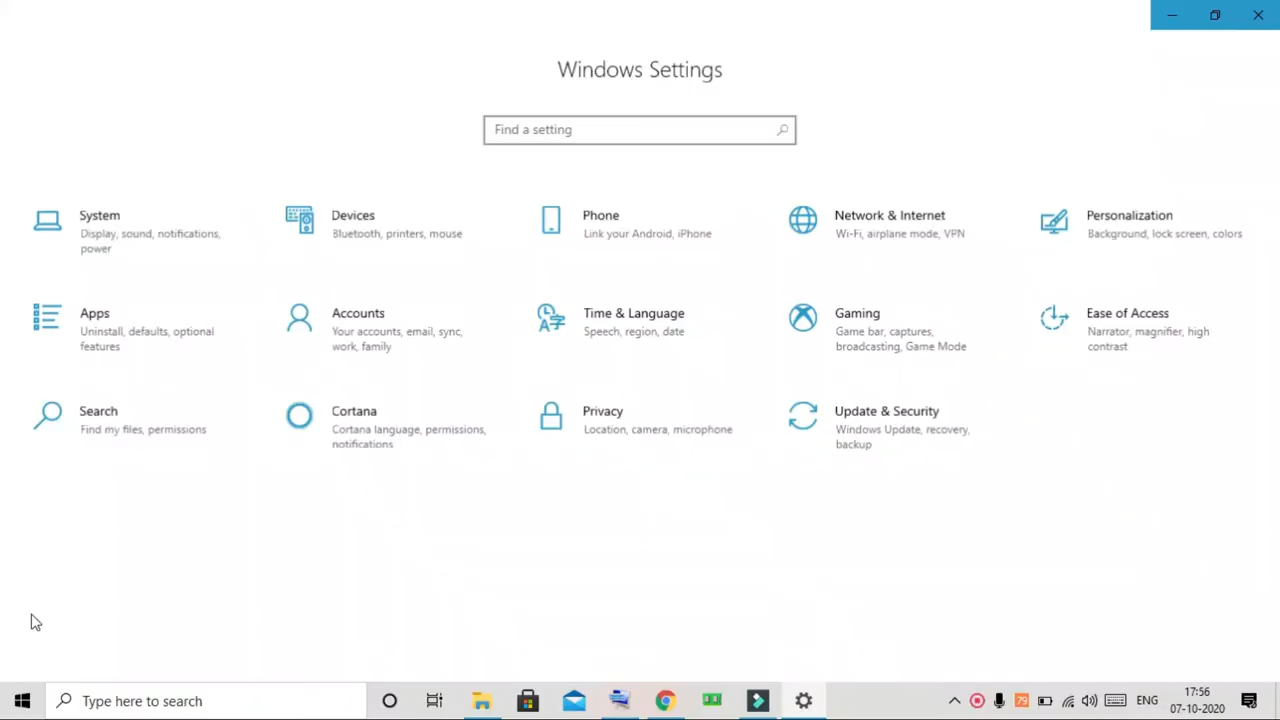 Windows Settings
Find a setting
System
Display, sound, notifications,
power
Devices
Bluetooth, printers, mouse
Phone
Link your Android, iPhone
Network & Internet
Wi-Fi, airplane mode, VPN
Personalization
Background, lock screen, colors
Apps
Uninstall, defaults, optional
features
Accounts
Your accounts, email, sync,
work, family
Time & Language
Speech, region, date
Gaming
Game bar, captures,
broadcasting, Game Mode
Ease of Access
Narrator, magnifier, high
contrast
Search
Find my files, permissions
Cortana
Cortana language, permissions,
notifications
Privacy
Location, camera, microphone
Update & Security
Windows Update, recovery,
backup
Type here to search
79
ENG
17:56
07-10-2020